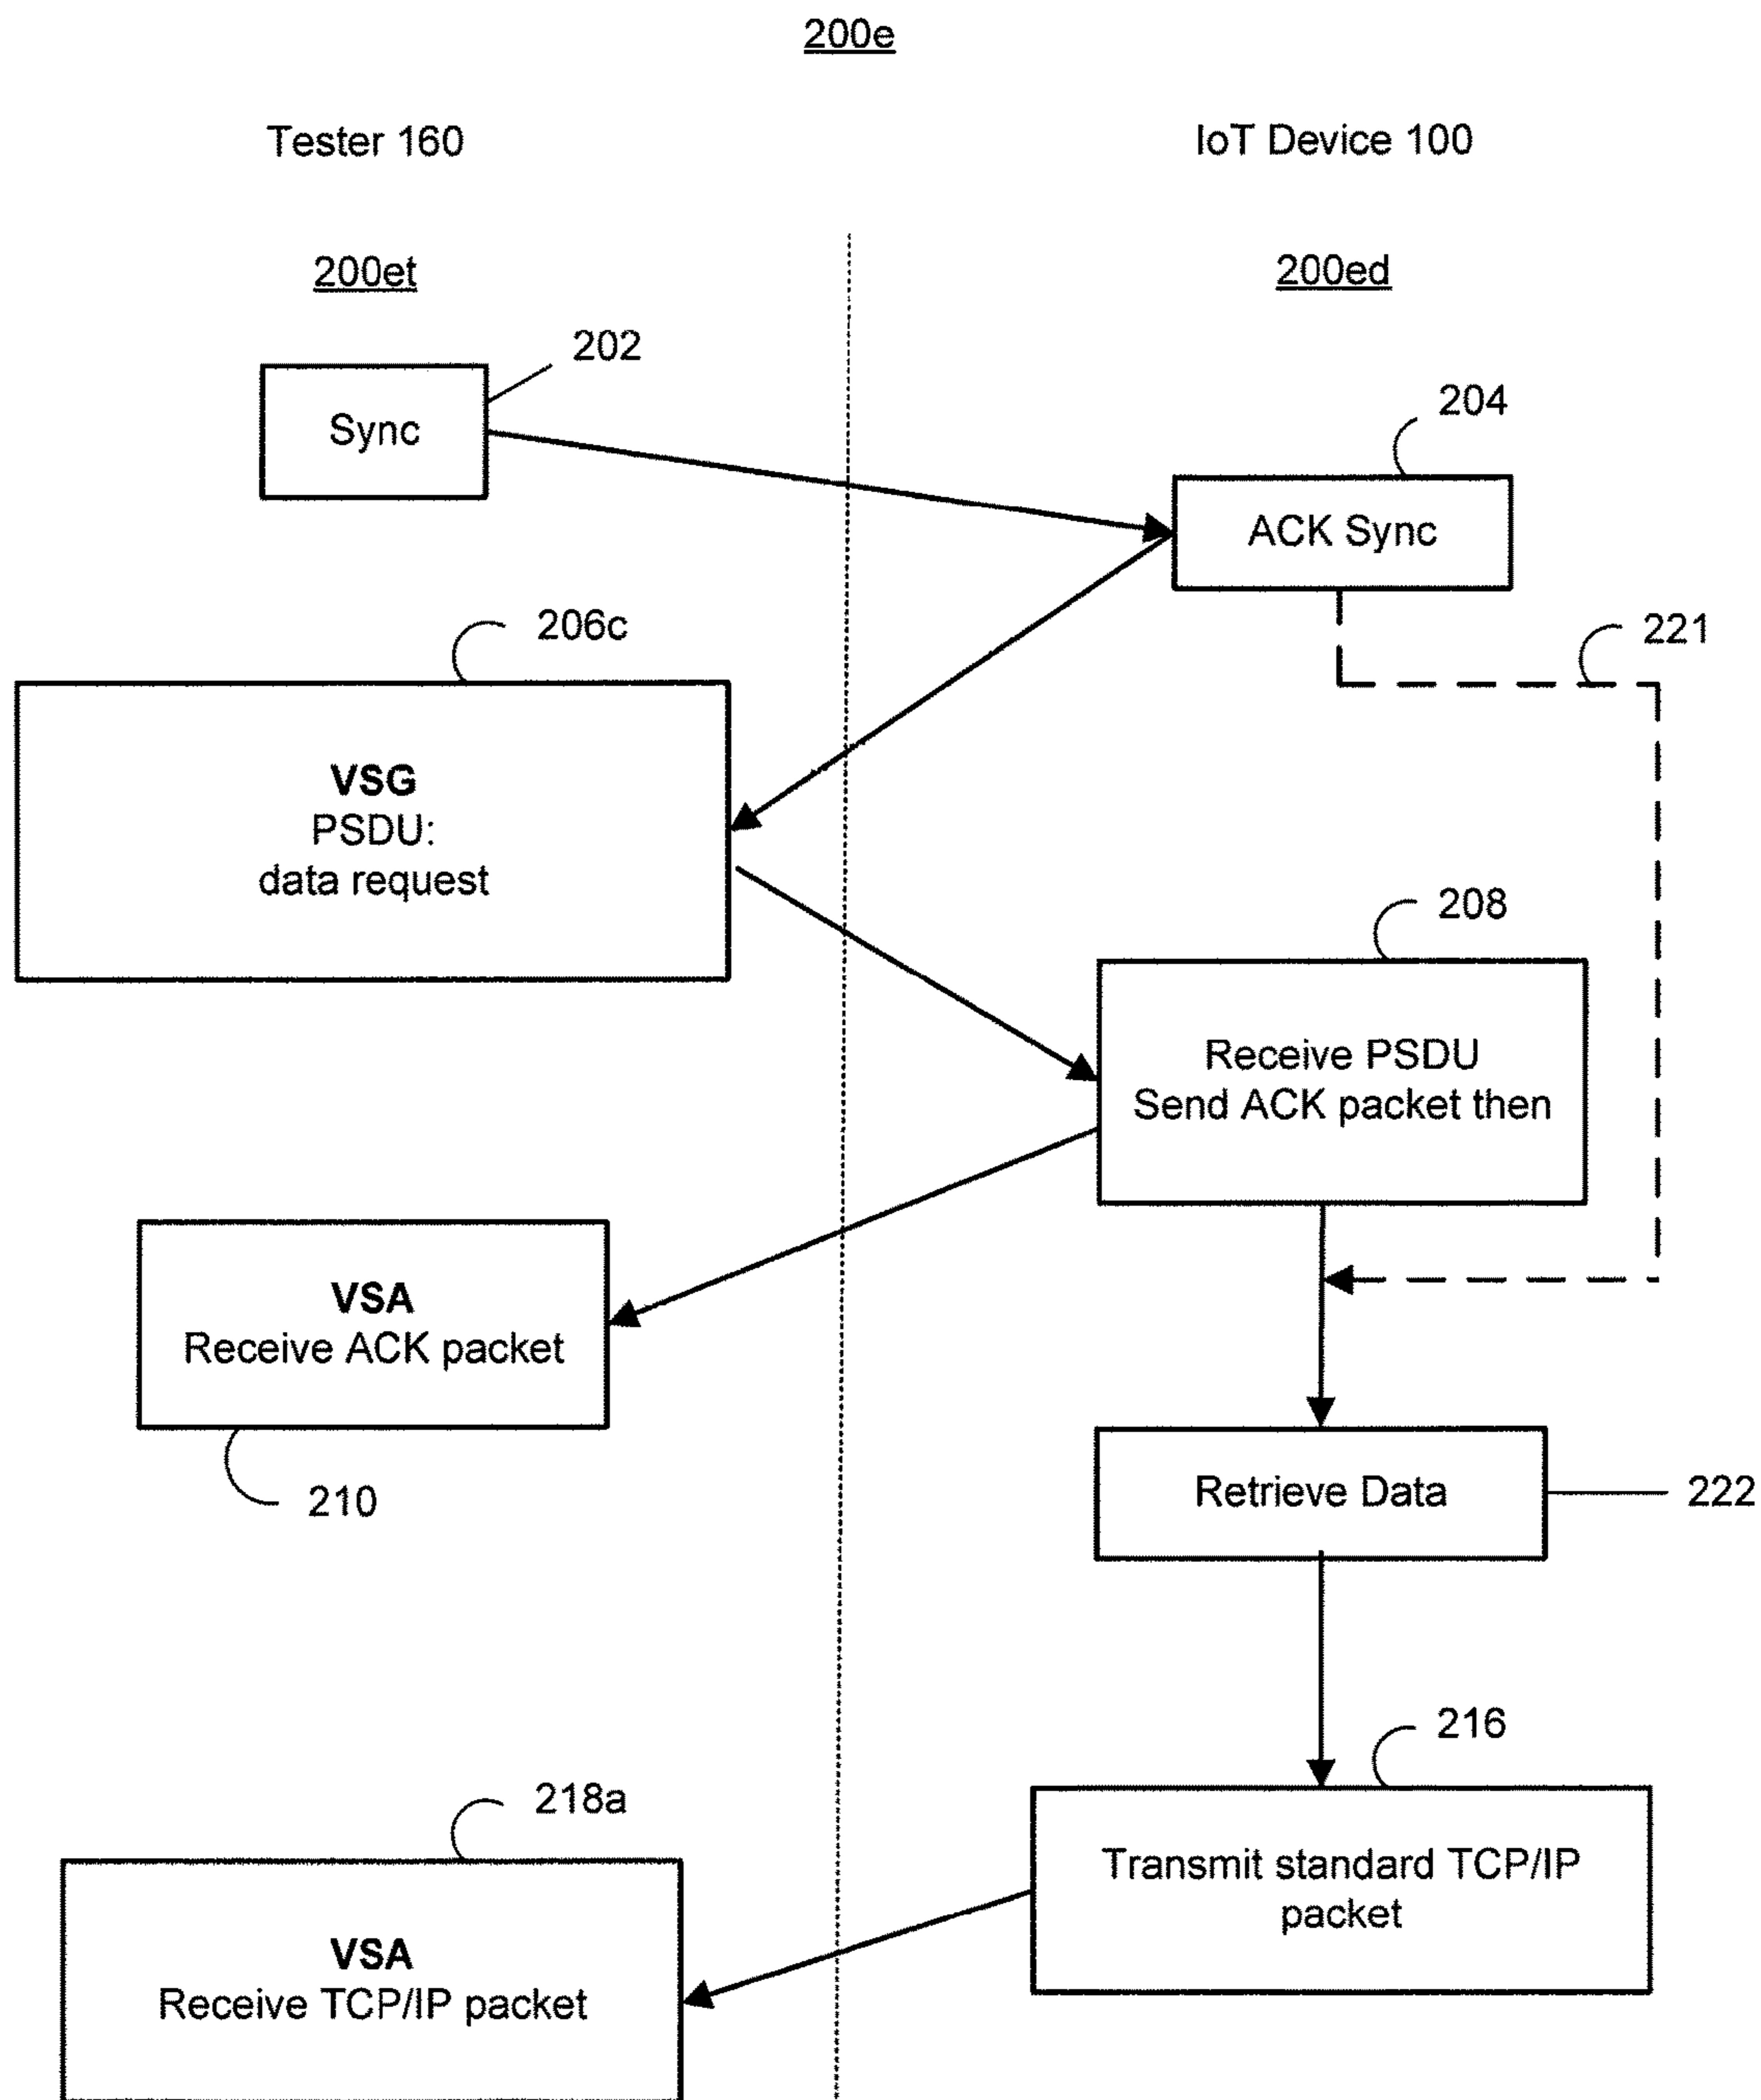 200e
Tester 160
IoT Device 100
200et
200ed
202
Sync
204
ACK Sync
206c
221
VSG
PSDU:
data request
208
Receive PSDU
Send ACK packet then
VSA
Receive ACK packet
210
Retrieve Data
222
216
Transmit standard TCP/IP
packet
218a
VSA
Receive TCP/IP packet